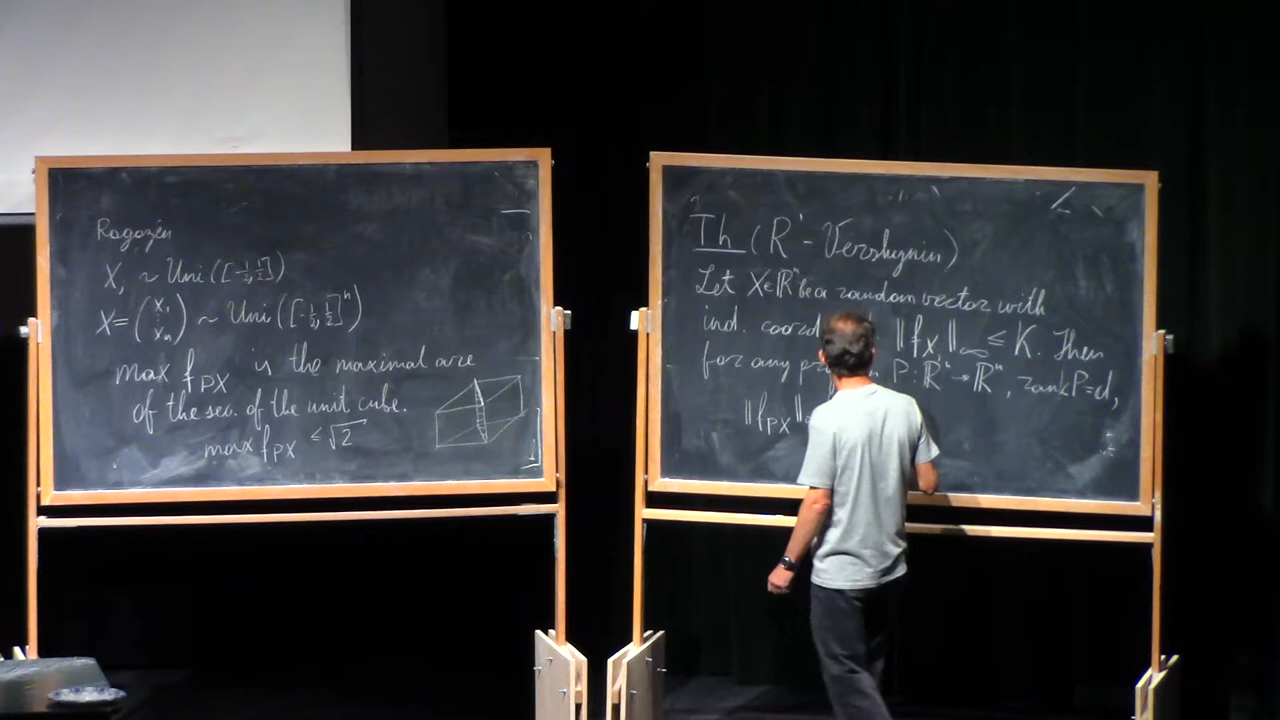 Rogozin
X₁ ~ Uni([-½,½])
X = (X₁ ⋮ Xₙ) ~ Uni([-½,½]ⁿ)
max f_PX is the maximal are
of the sec. of the unit cube.
max f_PX ≤ √2
Th (R' - Vershynin)
Let X∈ℝⁿ be a random vector with
ind. coord ‖f_Xᵢ‖_∞ ≤ K. Then
for any P: ℝⁿ→ℝⁿ, rank P=d,
‖f_PX‖